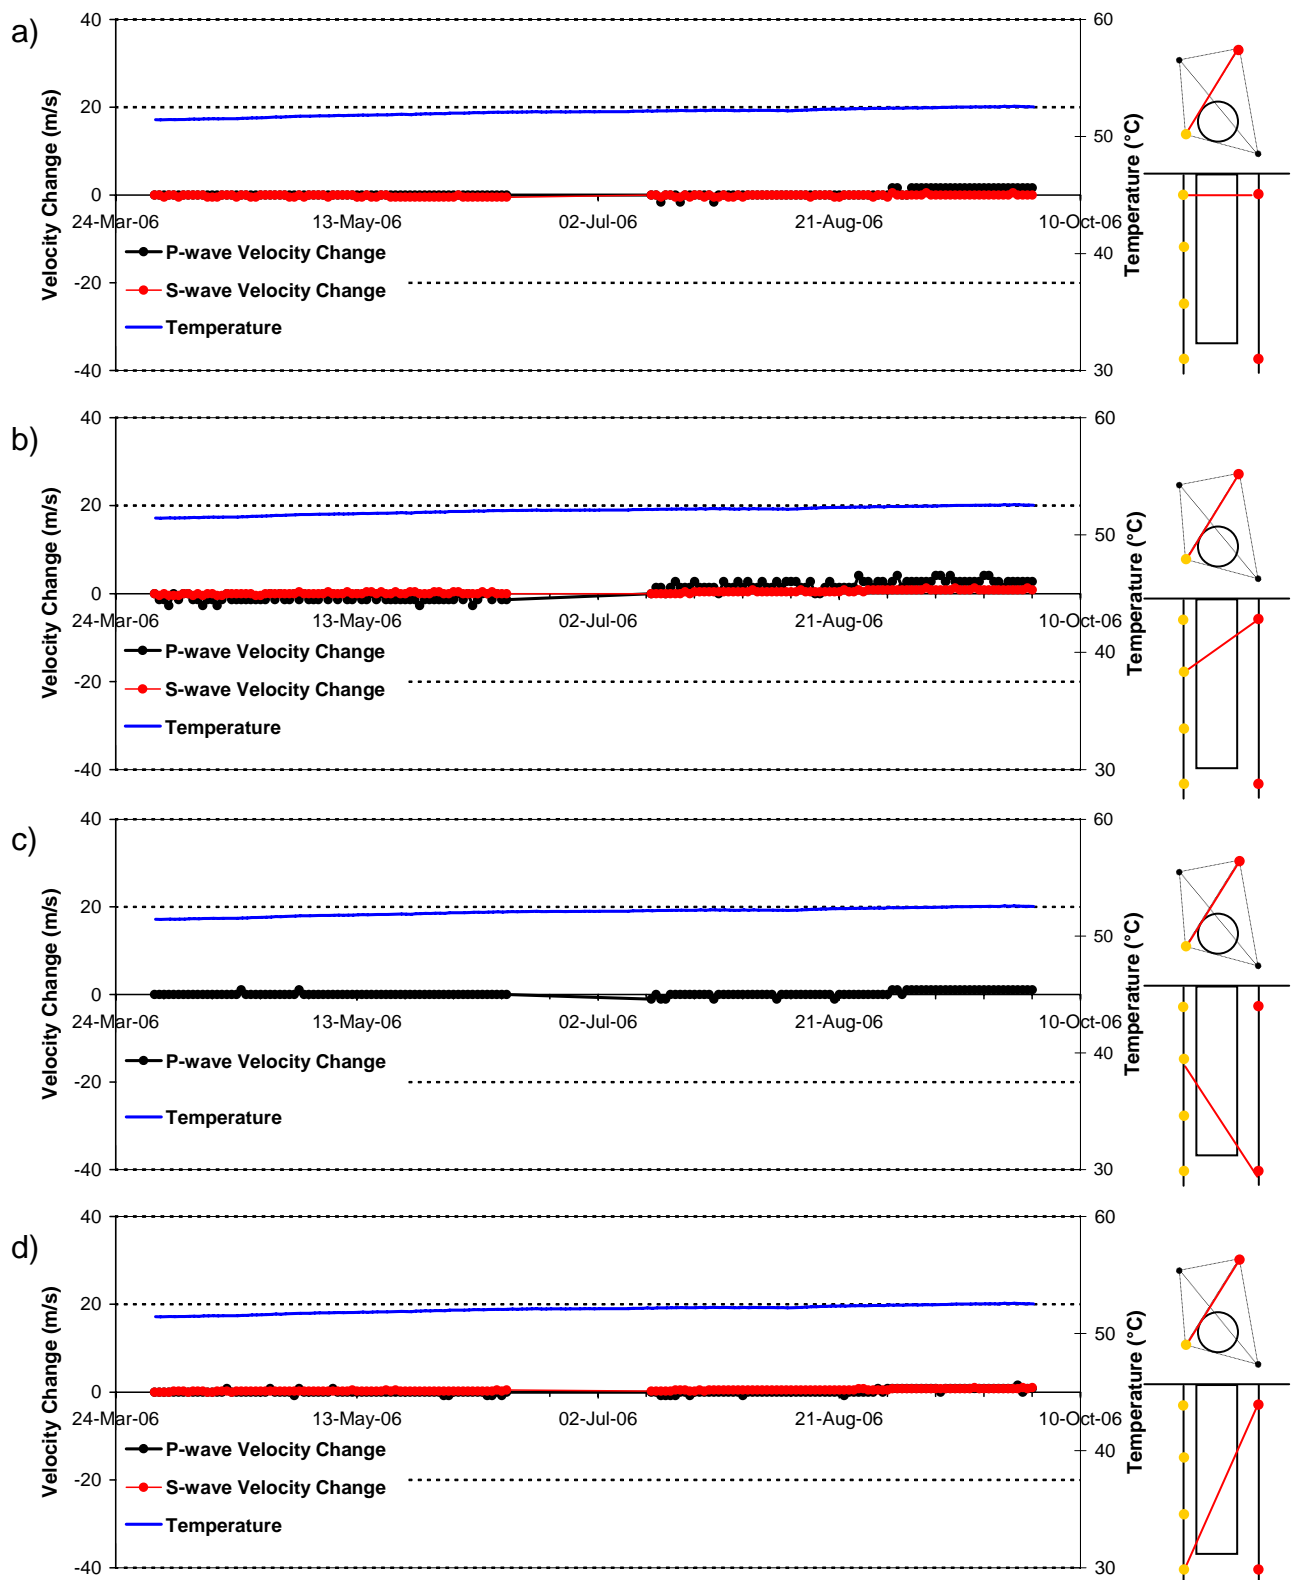 a)
40
20
0
-20
-40
Velocity Change (m/s)
24-Mar-06
13-May-06
02-Jul-06
21-Aug-06
10-Oct-06
P-wave Velocity Change
S-wave Velocity Change
Temperature
60
50
40
30
Temperature (°C)
b)
40
20
0
-20
-40
Velocity Change (m/s)
24-Mar-06
13-May-06
02-Jul-06
21-Aug-06
10-Oct-06
P-wave Velocity Change
S-wave Velocity Change
Temperature
60
50
40
30
Temperature (°C)
c)
40
20
0
-20
-40
Velocity Change (m/s)
24-Mar-06
13-May-06
02-Jul-06
21-Aug-06
10-Oct-06
P-wave Velocity Change
Temperature
60
50
40
30
Temperature (°C)
d)
40
20
0
-20
-40
Velocity Change (m/s)
24-Mar-06
13-May-06
02-Jul-06
21-Aug-06
10-Oct-06
P-wave Velocity Change
S-wave Velocity Change
Temperature
60
50
40
30
Temperature (°C)